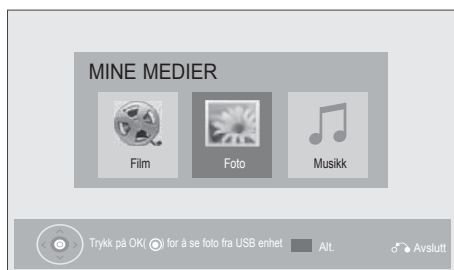 MINE MEDIER
Film
Foto
Musikk
Trykk på OK(◉) for å se foto fra USB enhet
Alt.
Avslutt